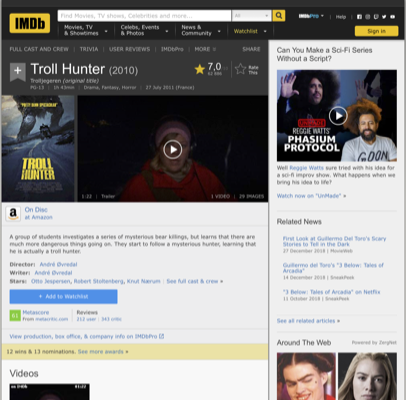 IMDb
Find Movies, TV shows, Celebrities and more...
All
IMDbPro
Help
Movies, TV
& Showtimes
Celebs, Events
& Photos
News &
Community
Watchlist
Sign in
FULL CAST AND CREW | TRIVIA | USER REVIEWS | IMDbPro | MORE
SHARE
Troll Hunter (2010)
Trolljegeren (original title)
PG-13 | 1h 43min | Drama, Fantasy, Horror | 27 July 2011 (France)
7,0
Rate
This
TROLL
HUNTER
1:22 | Trailer
1 VIDEO | 29 IMAGES
On Disc
at Amazon
A group of students investigates a series of mysterious bear killings, but learns that there are
much more dangerous things going on. They start to follow a mysterious hunter, learning that
he is actually a troll hunter.
Director: André Øvredal
Writer: André Øvredal
Stars: Otto Jespersen, Robert Stoltenberg, Knut Nærum | See full cast & crew »
+ Add to Watchlist
61
Metascore
From metacritic.com
Reviews
212 user | 343 critic
View production, box office, & company info on IMDbPro
12 wins & 13 nominations. See more awards »
Videos
IMDb
01:22
Can You Make a Sci-Fi Series
Without a Script?
REGGIE WATTS'
PHASIUM
PROTOCOL
Well Reggie Watts sure tried with his idea for
a sci-fi improv show. What happens when we
bring his idea to life?
Watch now on "UnMade" »
Related News
First Look at Guillermo Del Toro's Scary
Stories to Tell in the Dark
27 December 2018 | MovieWeb
Guillermo del Toro's "3 Below: Tales of
Arcadia"
14 December 2018 | SneakPeek
"3 Below: Tales of Arcadia" on Netflix
11 October 2018 | SneakPeek
See all related articles »
Around The Web
Powered by ZergNet